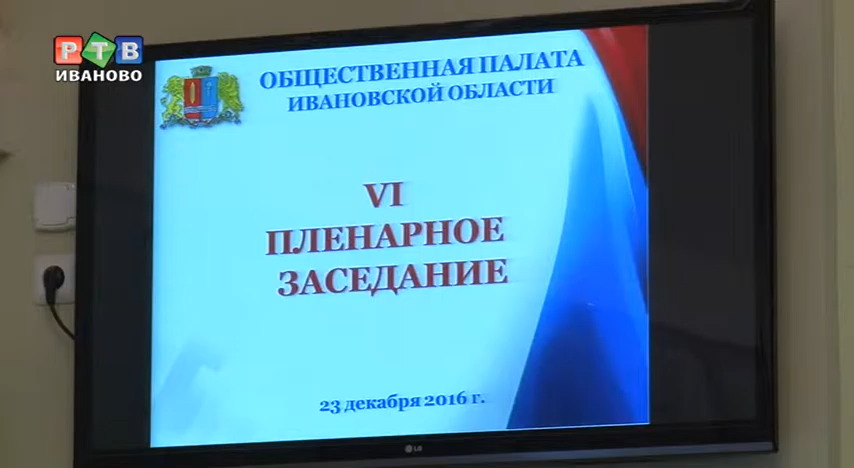 РТВ
ИВАНОВО
ОБЩЕСТВЕННАЯ ПАЛАТА
ИВАНОВСКОЙ ОБЛАСТИ
VI
ПЛЕНАРНОЕ
ЗАСЕДАНИЕ
23 декабря 2016 г.
LG